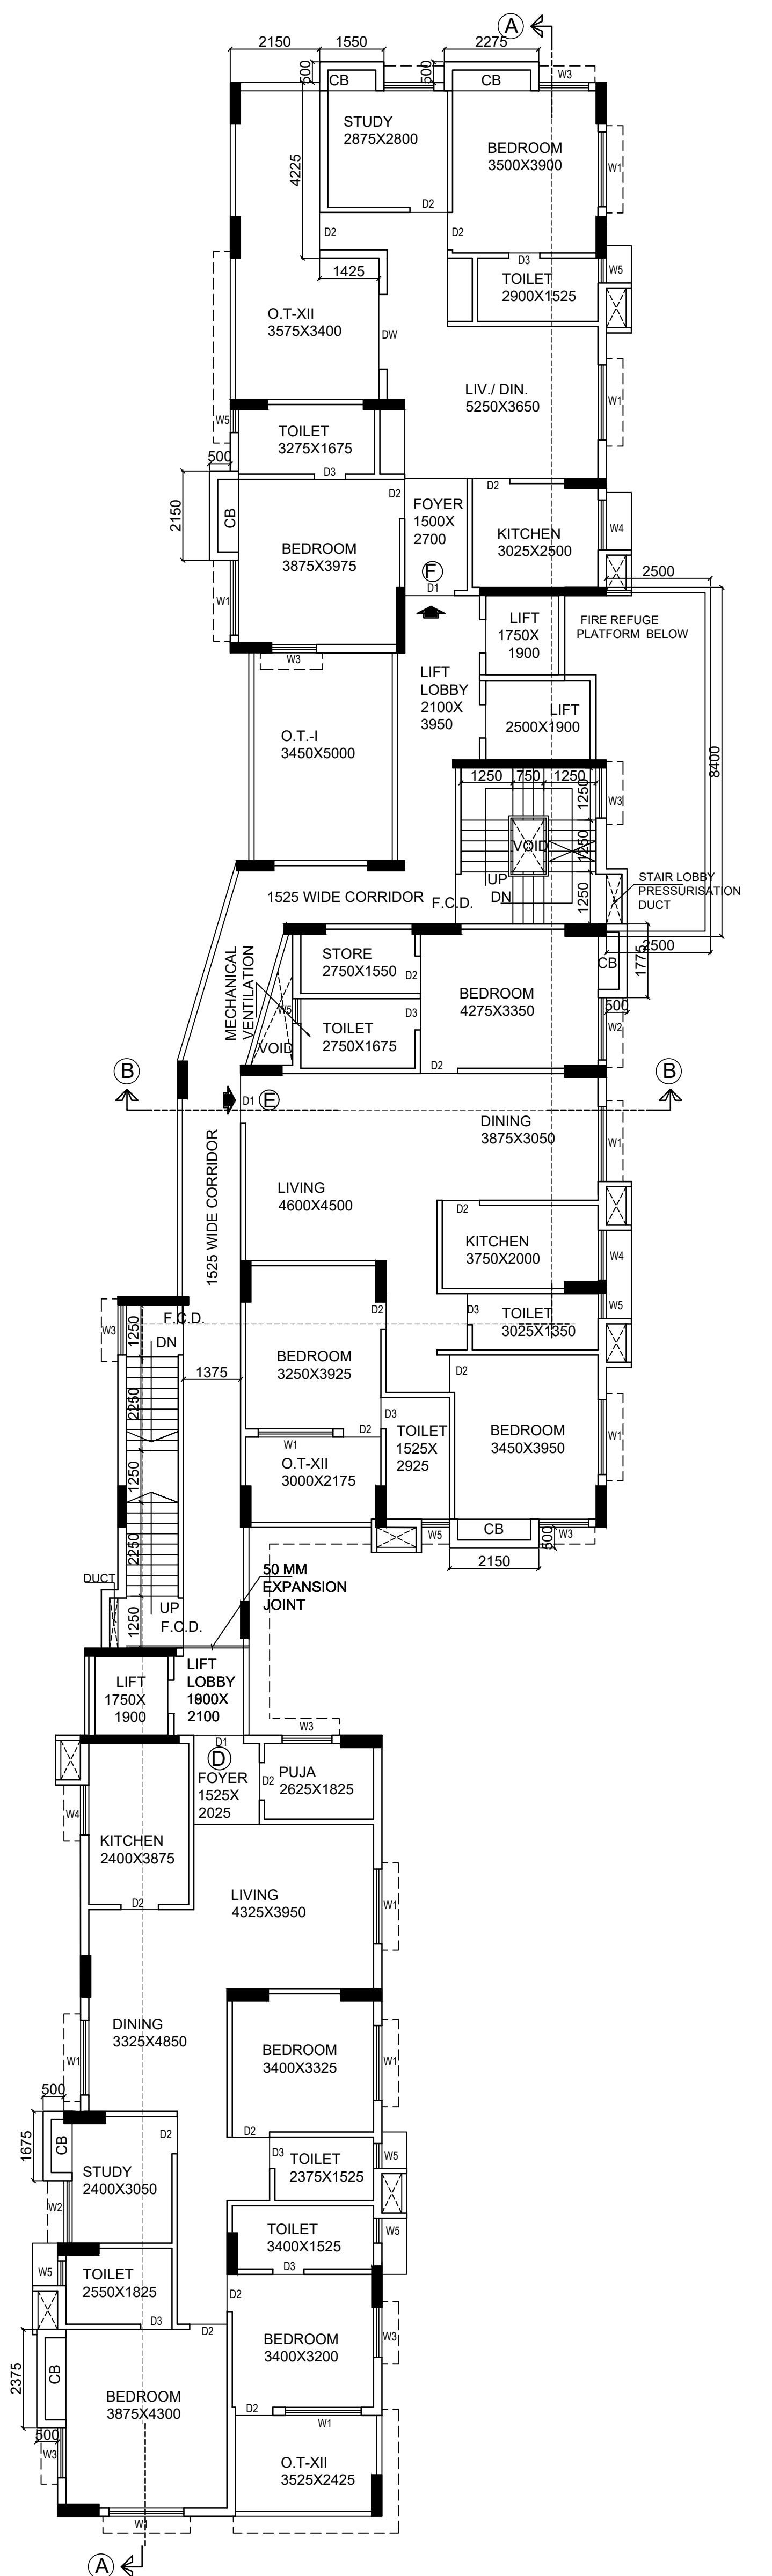 A
2150
1550
2275
500
500
CB
CB
W3
STUDY
2875X2800
BEDROOM
3500X3900
W1
4225
D2
D2
D2
D3
W5
1425
TOILET
2900X1525
O.T-XII
3575X3400
DW
LIV./ DIN.
5250X3650
W1
W5
TOILET
3275X1675
500
D3
D2
D2
2150
CB
FOYER
1500X
2700
KITCHEN
3025X2500
W4
BEDROOM
3875X3975
F
D1
2500
W1
LIFT
1750X
1900
FIRE REFUGE
PLATFORM BELOW
W3
LIFT
LOBBY
2100X
3950
LIFT
2500X1900
O.T.-I
3450X5000
8400
1250
750
1250
1250
W3
VOID
1250
UP
DN
1250
STAIR LOBBY
PRESSURISATION
DUCT
1525 WIDE CORRIDOR
F.C.D.
2500
MECHANICAL
VENTILATION
STORE
2750X1550
D2
CB
1775
BEDROOM
4275X3350
500
W5
TOILET
2750X1675
D3
W2
VOID
D2
B
B
D1
E
DINING
3875X3050
W1
1525 WIDE CORRIDOR
LIVING
4600X4500
D2
KITCHEN
3750X2000
W4
W5
F.C.D.
D2
D3
TOILET
3025X1350
W3
1250
DN
BEDROOM
3250X3925
1375
D2
2250
D3
D2
TOILET
1525X
2925
BEDROOM
3450X3950
W1
W1
O.T-XII
3000X2175
1250
W5
CB
W3
500
2150
2250
DUCT
50 MM
EXPANSION
JOINT
1250
UP
F.C.D.
LIFT
1750X
1900
LIFT
LOBBY
1900X
2100
D1
W3
D
FOYER
1525X
2025
D2
PUJA
2625X1825
W4
KITCHEN
2400X3875
D2
LIVING
4325X3950
W1
DINING
3325X4850
BEDROOM
3400X3325
W1
W1
500
1675
CB
D2
D2
D3
TOILET
2375X1525
W5
STUDY
2400X3050
W2
TOILET
3400X1525
W5
W5
TOILET
2550X1825
D3
D3
D2
D2
2375
CB
BEDROOM
3400X3200
W3
BEDROOM
3875X4300
D2
W1
500
W3
O.T-XII
3525X2425
W1
A